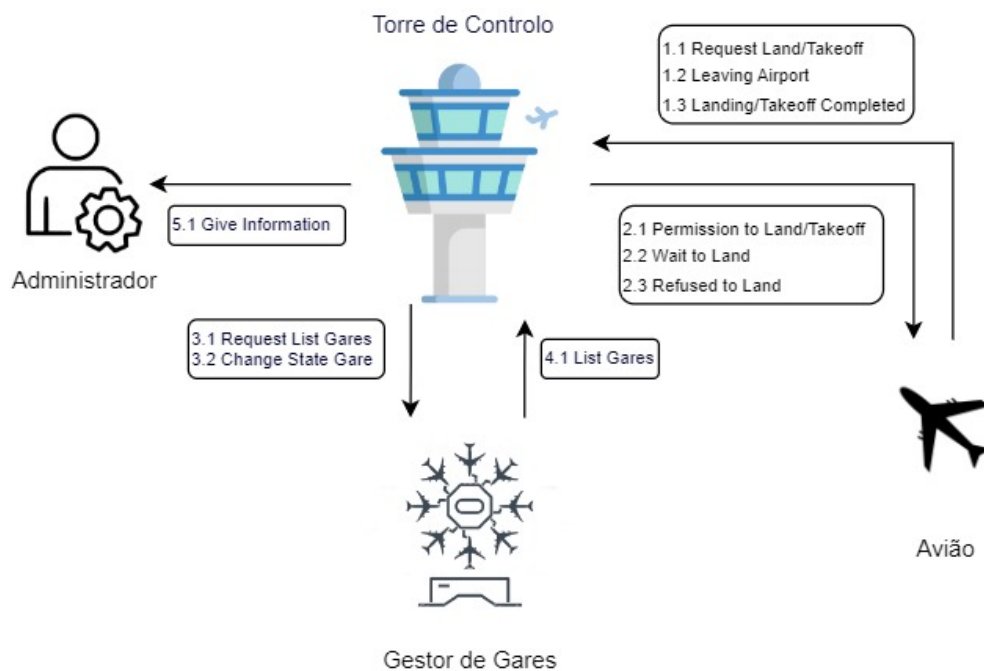 Torre de Controlo
1.1 Request Land/Takeoff
1.2 Leaving Airport
1.3 Landing/Takeoff Completed
5.1 Give Information
Administrador
2.1 Permission to Land/Takeoff
2.2 Wait to Land
2.3 Refused to Land
3.1 Request List Gares
3.2 Change State Gare
4.1 List Gares
Avião
Gestor de Gares